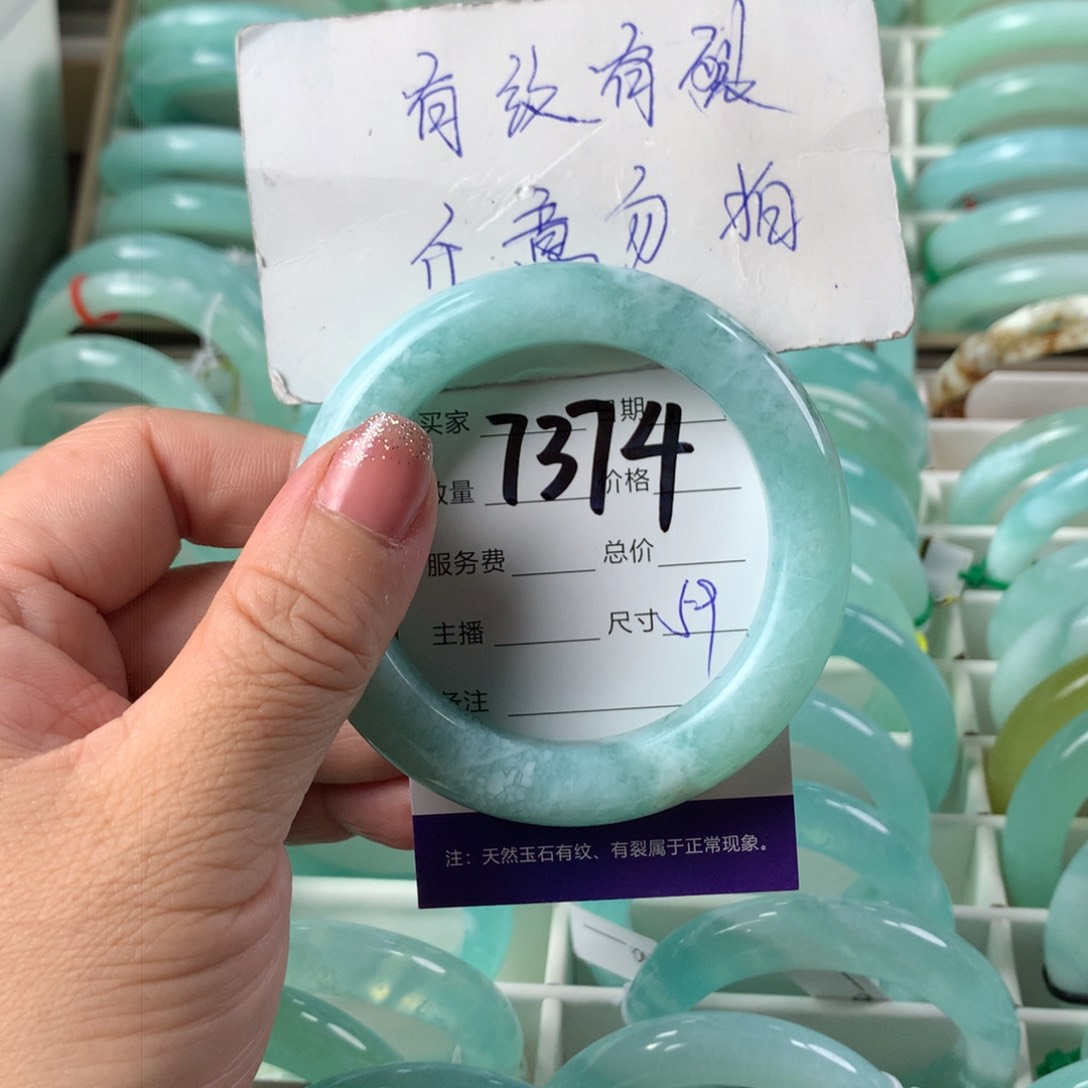 有纹有裂
介意勿拍
买家 期
7374
量 价格
服务费 总价
主播 尺寸 59
备注
注：天然玉石有纹、有裂属于正常现象。